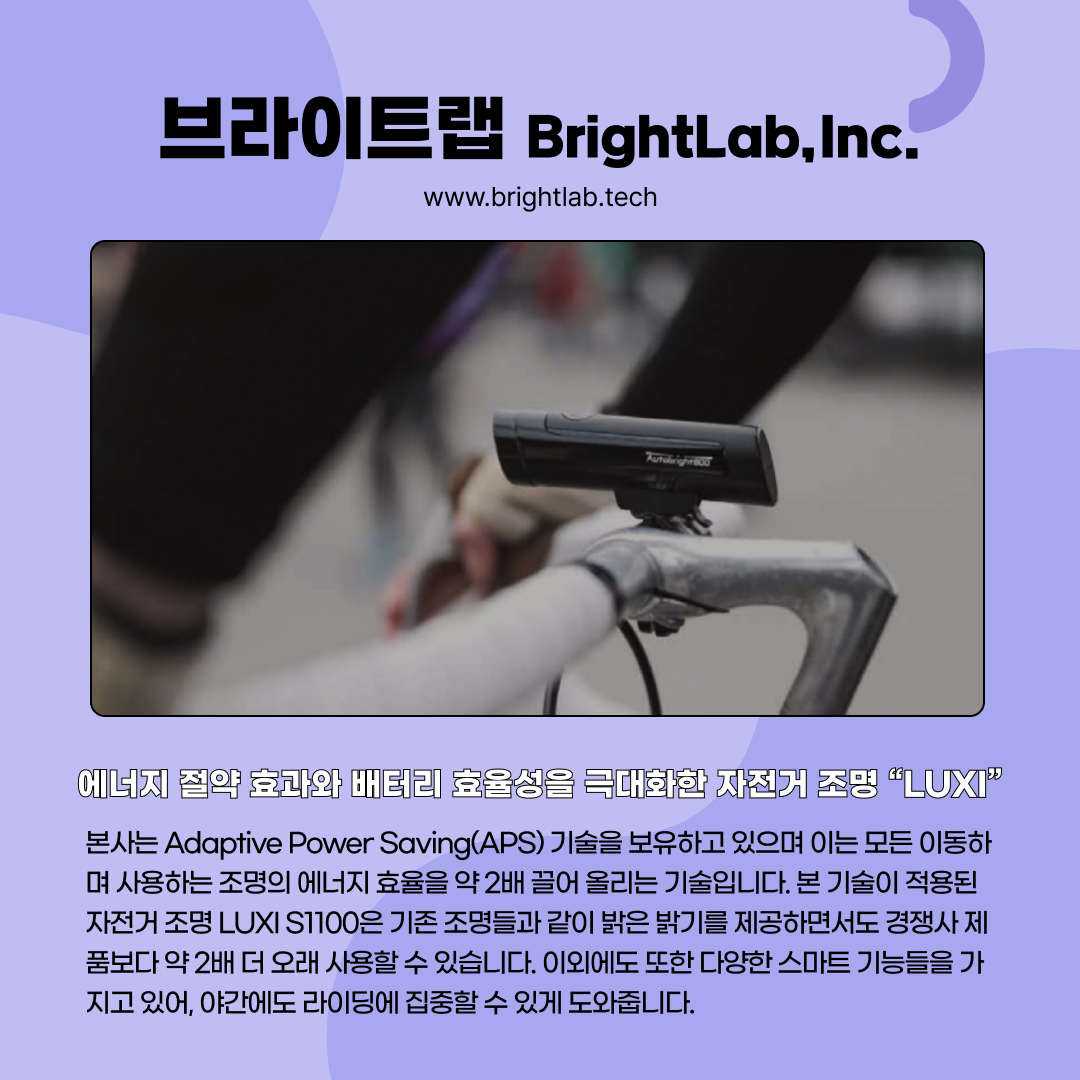 브라이트랩 BrightLab, Inc.
www.brightlab.tech
Autobright800
에너지 절약 효과와 배터리 효율성을 극대화한 자전거 조명 “LUXI”
본사는 Adaptive Power Saving(APS) 기술을 보유하고 있으며 이는 모든 이동하
며 사용하는 조명의 에너지 효율을 약 2배 끌어 올리는 기술입니다. 본 기술이 적용된
자전거 조명 LUXI S1100은 기존 조명들과 같이 밝은 밝기를 제공하면서도 경쟁사 제
품보다 약 2배 더 오래 사용할 수 있습니다. 이외에도 또한 다양한 스마트 기능들을 가
지고 있어, 야간에도 라이딩에 집중할 수 있게 도와줍니다.